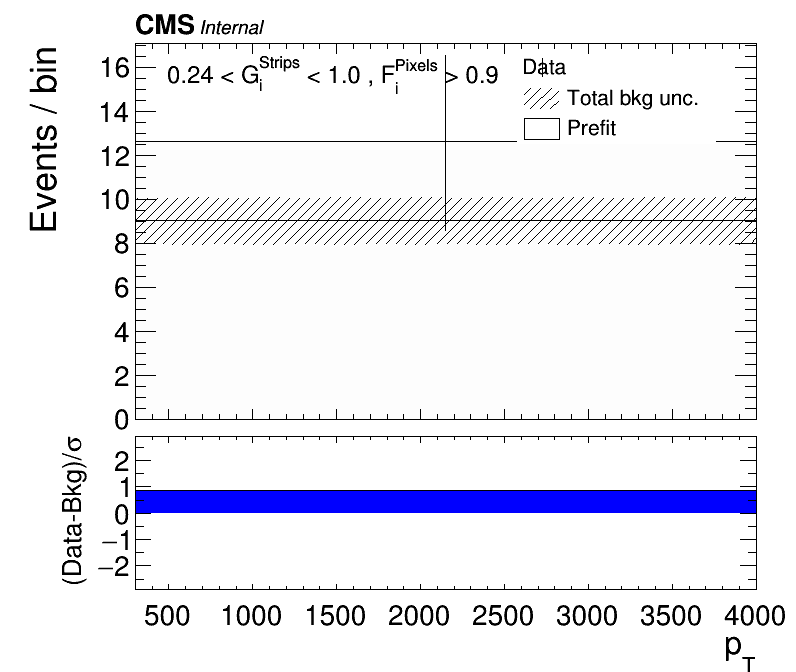 CMS Internal
0.24 < G_i^Strips < 1.0 , F_i^Pixels > 0.9
Data
Total bkg unc.
Prefit
Events / bin
16
14
12
10
8
6
4
2
0
(Data-Bkg)/σ
2
1
0
−1
−2
500 1000 1500 2000 2500 3000 3500 4000
p_T